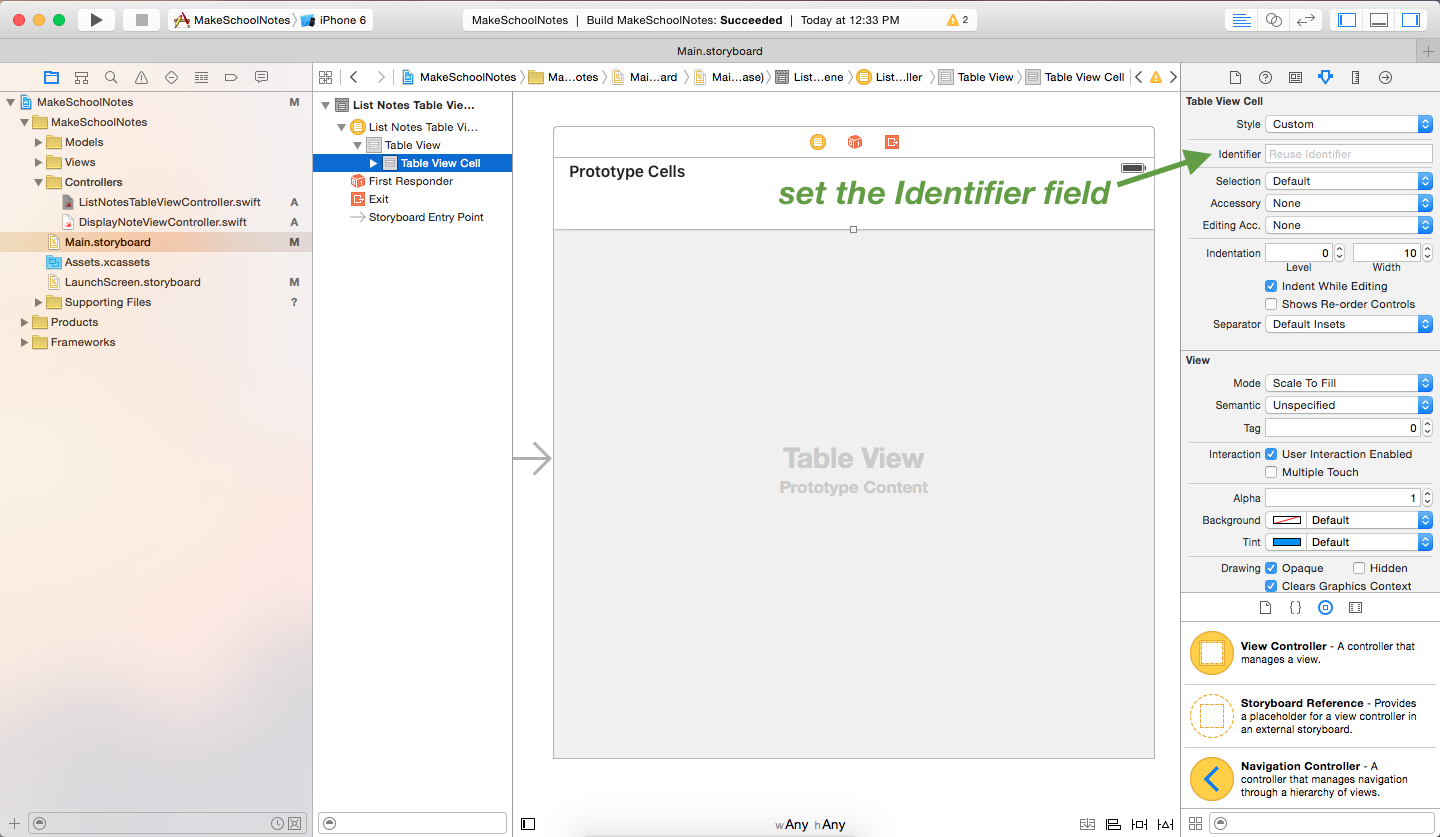 MakeSchoolNotes
iPhone 6
MakeSchoolNotes | Build MakeSchoolNotes: Succeeded | Today at 12:33 PM
2
Main.storyboard
MakeSchoolNotes
Ma...otes
Mai...ard
Mai...ase)
List...ene
List...ller
Table View
Table View Cell
MakeSchoolNotes M
MakeSchoolNotes
Models
Views
Controllers
ListNotesTableViewController.swift A
DisplayNoteViewController.swift A
Main.storyboard M
Assets.xcassets
LaunchScreen.storyboard M
Supporting Files ?
Products
Frameworks
List Notes Table Vie...
List Notes Table Vi...
Table View
Table View Cell
First Responder
Exit
Storyboard Entry Point
Prototype Cells
set the Identifier field
Table View
Prototype Content
wAny hAny
Table View Cell
Style Custom
Identifier Reuse Identifier
Selection Default
Accessory None
Editing Acc. None
Indentation 0 10
Level Width
Indent While Editing
Shows Re-order Controls
Separator Default Insets
View
Mode Scale To Fill
Semantic Unspecified
Tag 0
Interaction User Interaction Enabled
Multiple Touch
Alpha 1
Background Default
Tint Default
Drawing Opaque Hidden
Clears Graphics Context
{}
View Controller - A controller that
manages a view.
Storyboard Reference - Provides
a placeholder for a view controller in
an external storyboard.
Navigation Controller - A
controller that manages navigation
through a hierarchy of views.